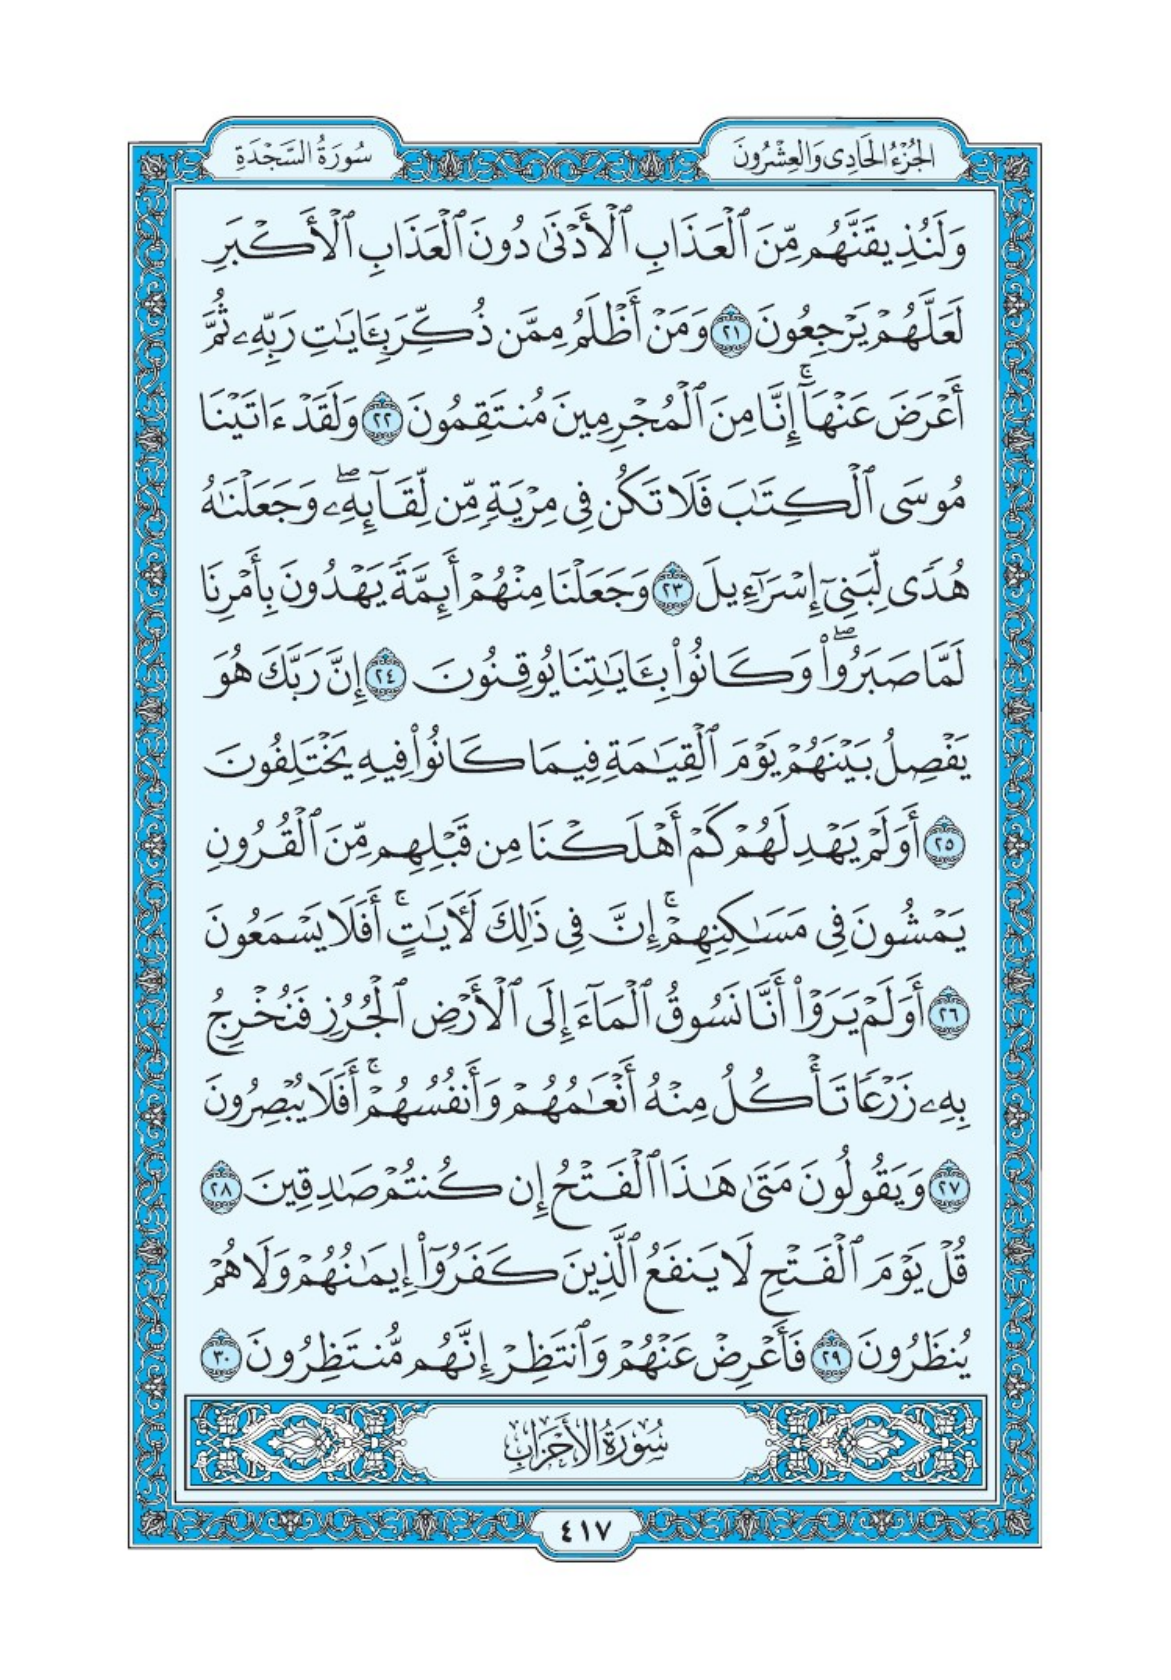 الجُزْءُ الحَادِى وَالعِشْرُونَ
سُورَةُ السَّجْدَةِ
وَلَنُذِيقَنَّهُم مِّنَ ٱلْعَذَابِ ٱلْأَدْنَىٰ دُونَ ٱلْعَذَابِ ٱلْأَكْبَرِ
لَعَلَّهُمْ يَرْجِعُونَ ٢١ وَمَنْ أَظْلَمُ مِمَّن ذُكِّرَ بِـَٔايَـٰتِ رَبِّهِۦ ثُمَّ
أَعْرَضَ عَنْهَآ ۚ إِنَّا مِنَ ٱلْمُجْرِمِينَ مُنتَقِمُونَ ٢٢ وَلَقَدْ ءَاتَيْنَا
مُوسَى ٱلْكِتَـٰبَ فَلَا تَكُن فِى مِرْيَةٍ مِّن لِّقَآئِهِۦ ۖ وَجَعَلْنَـٰهُ
هُدًى لِّبَنِىٓ إِسْرَٰٓءِيلَ ٢٣ وَجَعَلْنَا مِنْهُمْ أَئِمَّةً يَهْدُونَ بِأَمْرِنَا
لَمَّا صَبَرُوا۟ ۖ وَكَانُوا۟ بِـَٔايَـٰتِنَا يُوقِنُونَ ٢٤ إِنَّ رَبَّكَ هُوَ
يَفْصِلُ بَيْنَهُمْ يَوْمَ ٱلْقِيَـٰمَةِ فِيمَا كَانُوا۟ فِيهِ يَخْتَلِفُونَ
٢٥ أَوَلَمْ يَهْدِ لَهُمْ كَمْ أَهْلَكْنَا مِن قَبْلِهِم مِّنَ ٱلْقُرُونِ
يَمْشُونَ فِى مَسَـٰكِنِهِمْ ۚ إِنَّ فِى ذَٰلِكَ لَـَٔايَـٰتٍ ۚ أَفَلَا يَسْمَعُونَ
٢٦ أَوَلَمْ يَرَوْا۟ أَنَّا نَسُوقُ ٱلْمَآءَ إِلَى ٱلْأَرْضِ ٱلْجُرُزِ فَنُخْرِجُ
بِهِۦ زَرْعًا تَأْكُلُ مِنْهُ أَنْعَـٰمُهُمْ وَأَنفُسُهُمْ ۚ أَفَلَا يُبْصِرُونَ
٢٧ وَيَقُولُونَ مَتَىٰ هَـٰذَا ٱلْفَتْحُ إِن كُنتُمْ صَـٰدِقِينَ ٢٨
قُلْ يَوْمَ ٱلْفَتْحِ لَا يَنفَعُ ٱلَّذِينَ كَفَرُوٓا۟ إِيمَـٰنُهُمْ وَلَا هُمْ
يُنظَرُونَ ٢٩ فَأَعْرِضْ عَنْهُمْ وَٱنتَظِرْ إِنَّهُم مُّنتَظِرُونَ ٣٠
سُورَةُ الأَحْزَابِ
٤١٧